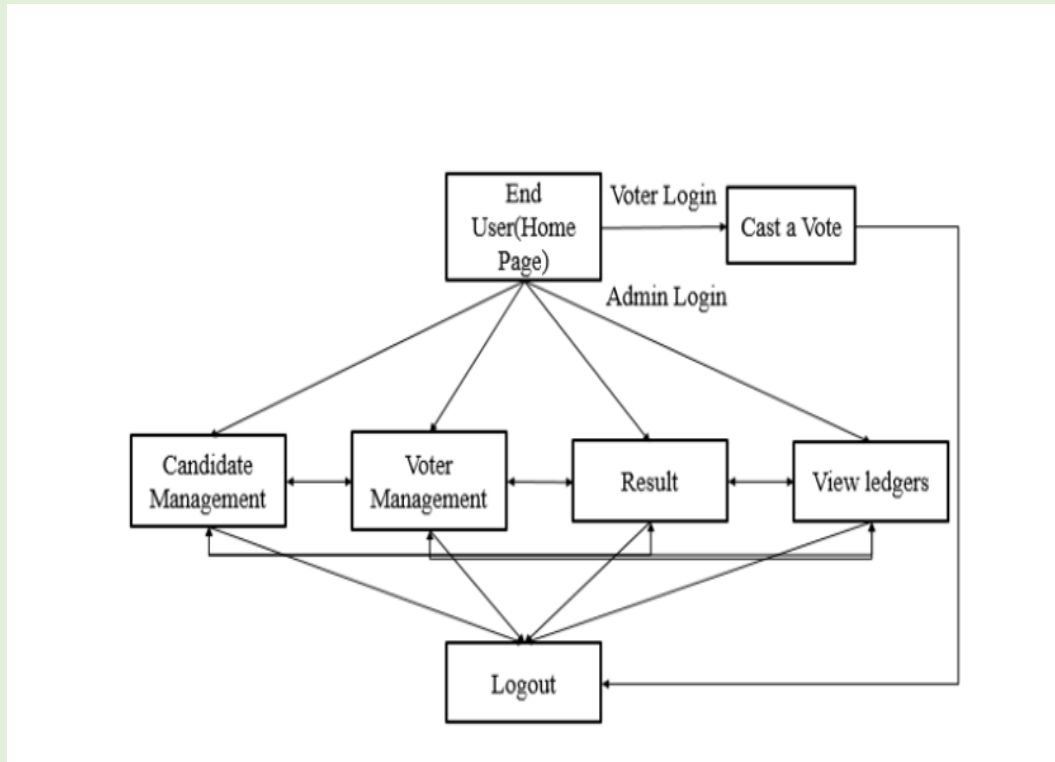 End
User(Home
Page)
Voter Login
Cast a Vote
Admin Login
Candidate
Management
Voter
Management
Result
View ledgers
Logout